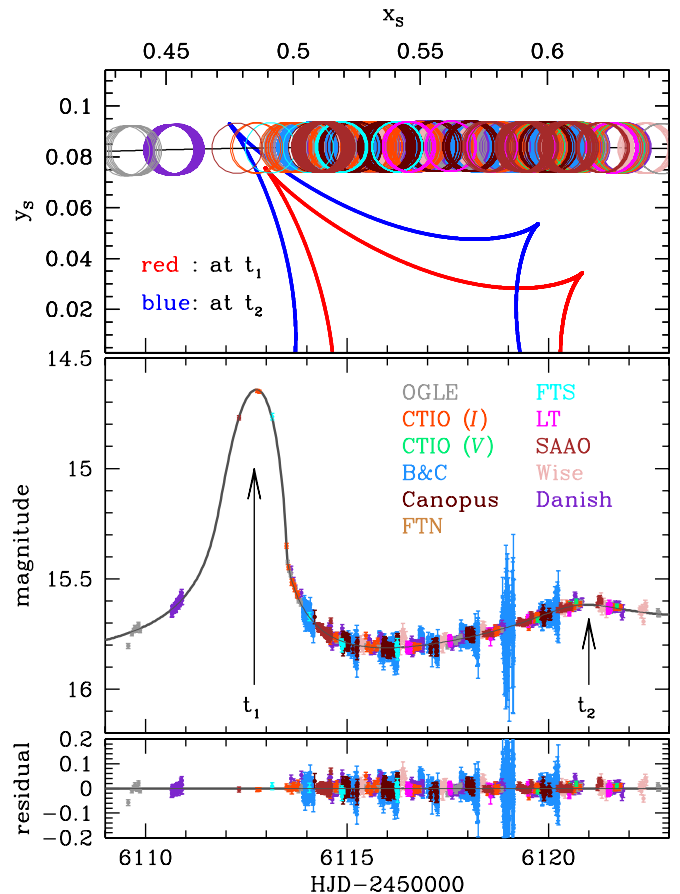 x_s
0.45 0.5 0.55 0.6
0.1
0.08
0.06
0.04
0.02
y_s
red : at t_1
blue: at t_2
14.5
15
15.5
16
magnitude
OGLE FTS
CTIO (I) LT
CTIO (V) SAAO
B&C Wise
Canopus Danish
FTN
t_1 t_2
0.2
0.1
0
-0.1
-0.2
residual
6110 6115 6120
HJD-2450000